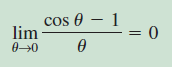 lim θ→0 (cos θ − 1)/θ = 0